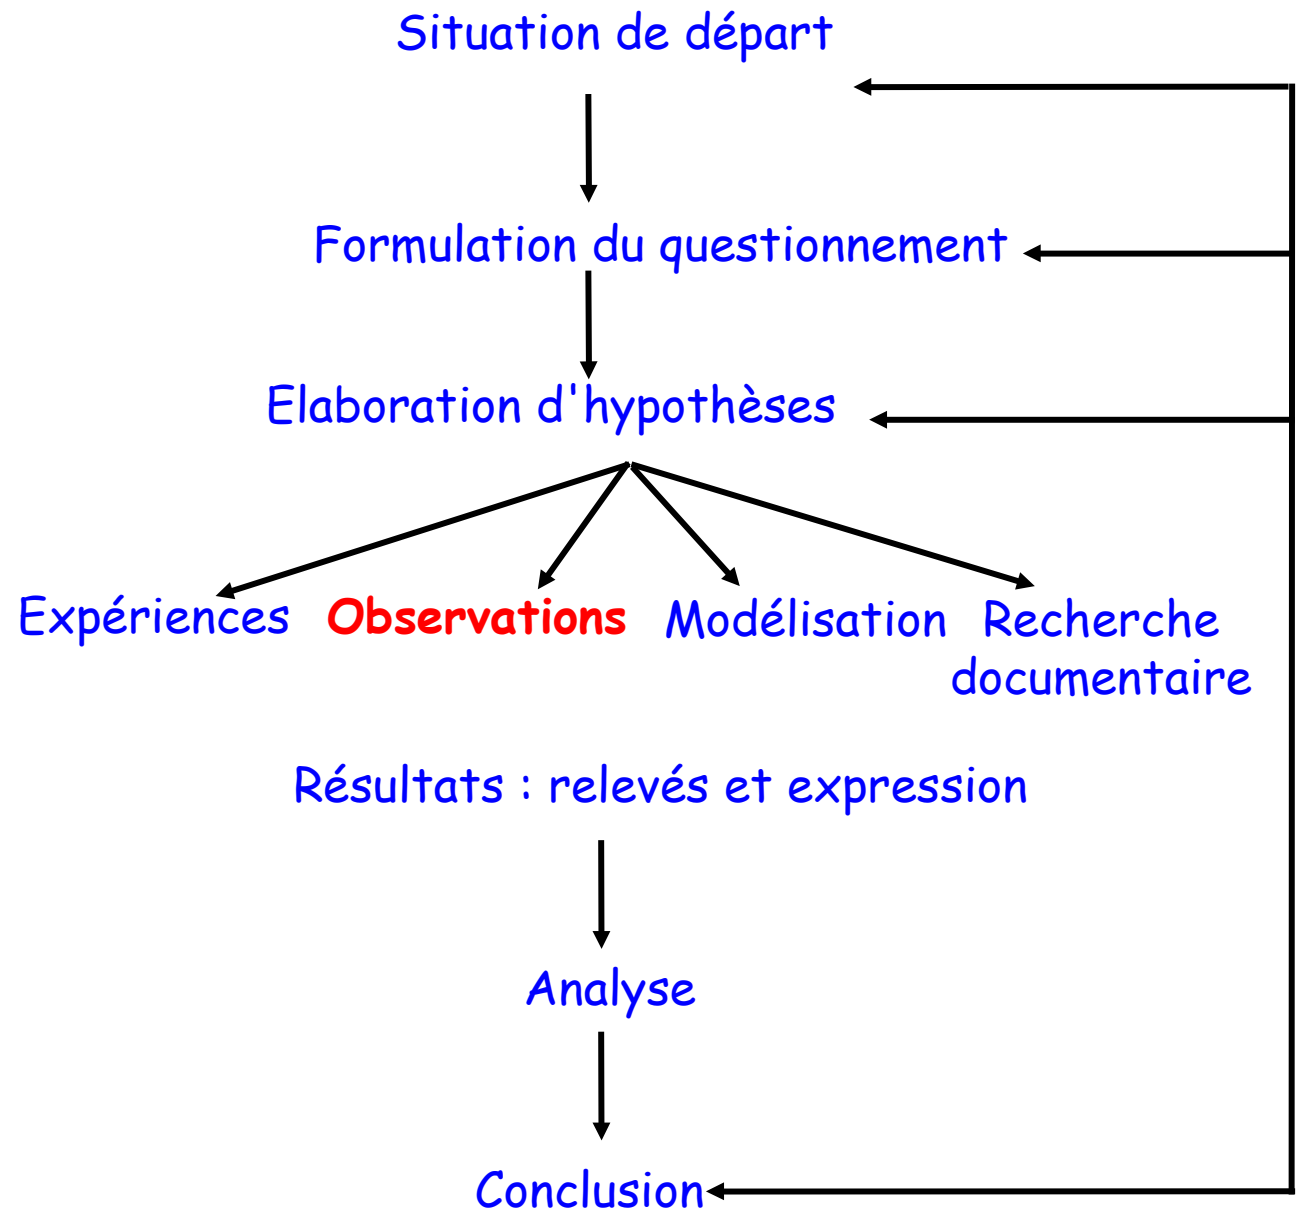 Situation de départ
Formulation du questionnement
Elaboration d'hypothèses
Expériences Observations Modélisation Recherche
documentaire
Résultats : relevés et expression
Analyse
Conclusion